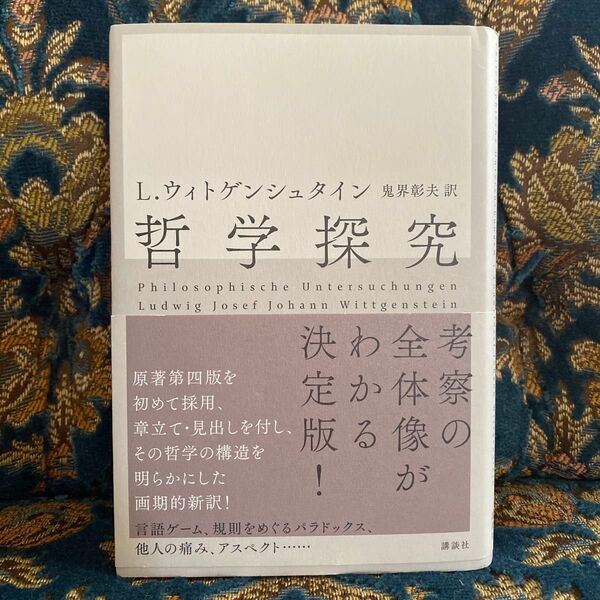 L.ウィトゲンシュタイン 鬼界彰夫 訳
哲学探究
Philosophische Untersuchungen
Ludwig Josef Johann Wittgenstein
考察の
全体像が
わかる
決定版！
原著第四版を
初めて採用、
章立て・見出しを付し、
その哲学の構造を
明らかにした
画期的新訳！
言語ゲーム、規則をめぐるパラドックス、
他人の痛み、アスペクト……
講談社